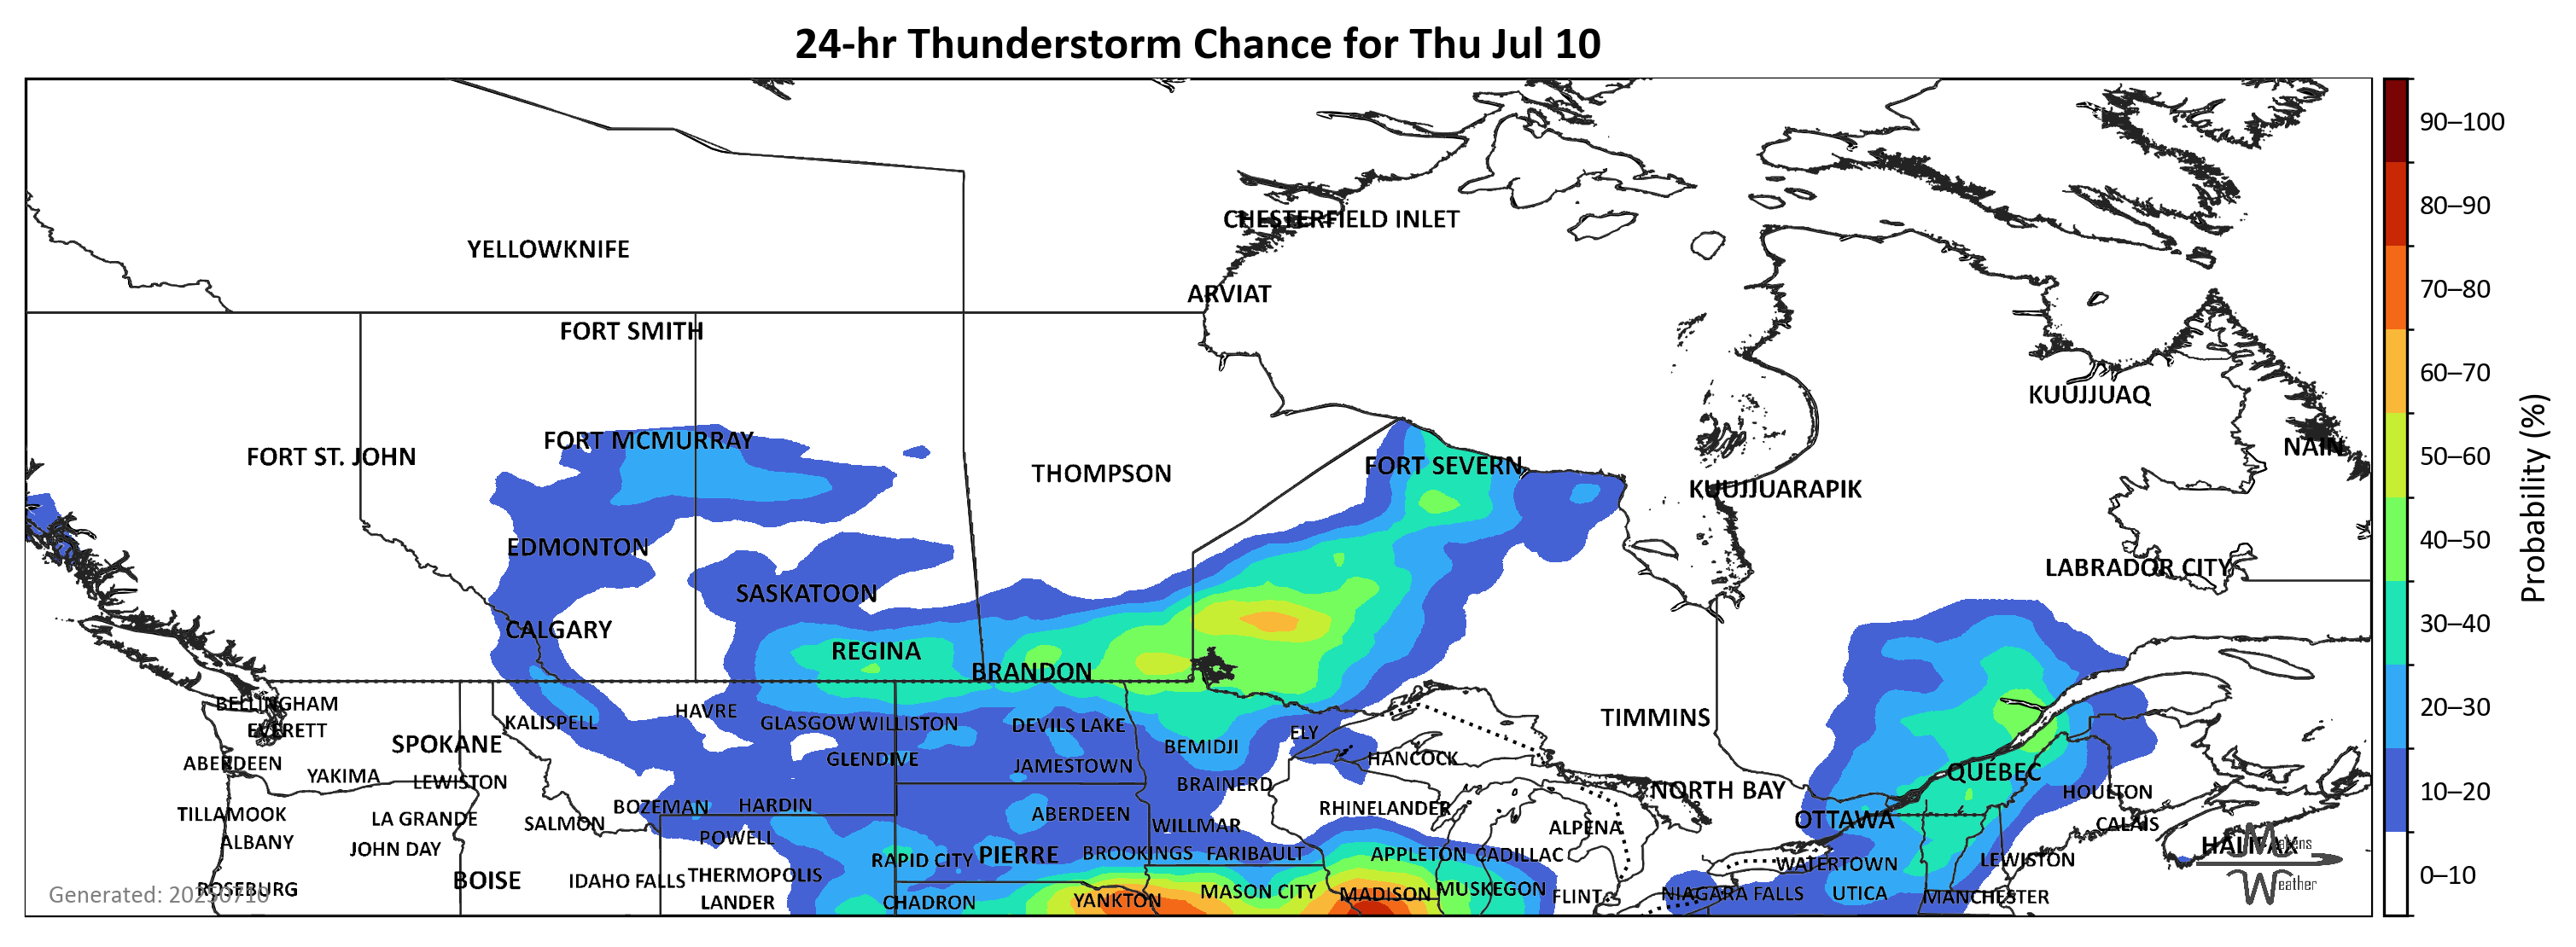 24-hr Thunderstorm Chance for Thu Jul 10
90–100
80–90
70–80
60–70
50–60
40–50
30–40
20–30
10–20
0–10
Probability (%)
CHESTERFIELD INLET
YELLOWKNIFE
ARVIAT
FORT SMITH
KUUJJUAQ
FORT MCMURRAY
NAIN
FORT ST. JOHN
FORT SEVERN
THOMPSON
KUUJJUARAPIK
EDMONTON
LABRADOR CITY
SASKATOON
CALGARY
REGINA
BRANDON
BELLINGHAM
HAVRE
TIMMINS
KALISPELL
GLASGOW
WILLISTON
DEVILS LAKE
EVERETT
ELY
SPOKANE
BEMIDJI
HANCOCK
GLENDIVE
ABERDEEN
JAMESTOWN
QUÉBEC
YAKIMA
LEWISTON
BRAINERD
NORTH BAY
HOULTON
BOZEMAN
HARDIN
RHINELANDER
TILLAMOOK
ABERDEEN
LA GRANDE
SALMON
WILLMAR
ALPENA
OTTAWA
CALAIS
ALBANY
POWELL
HALIFAX
JOHN DAY
RAPID CITY
PIERRE
BROOKINGS
FARIBAULT
APPLETON
CADILLAC
WATERTOWN
LEWISTON
BOISE
IDAHO FALLS
THERMOPOLIS
ROSEBURG
MASON CITY
MADISON
MUSKEGON
FLINT
NIAGARA FALLS
UTICA
MANCHESTER
LANDER
CHADRON
YANKTON
Generated: 20250710
Weather